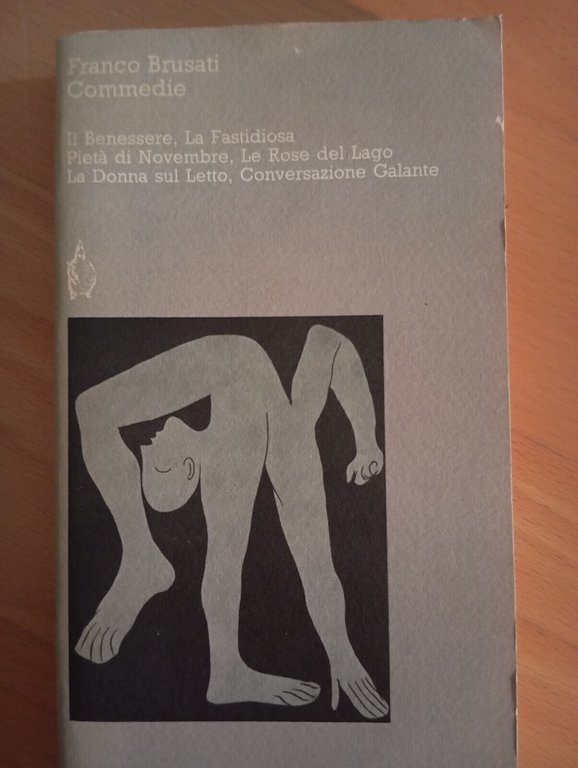 Franco Brusati
Commedie
Il Benessere, La Fastidiosa
Pietà di Novembre, Le Rose del Lago
La Donna sul Letto, Conversazione Galante